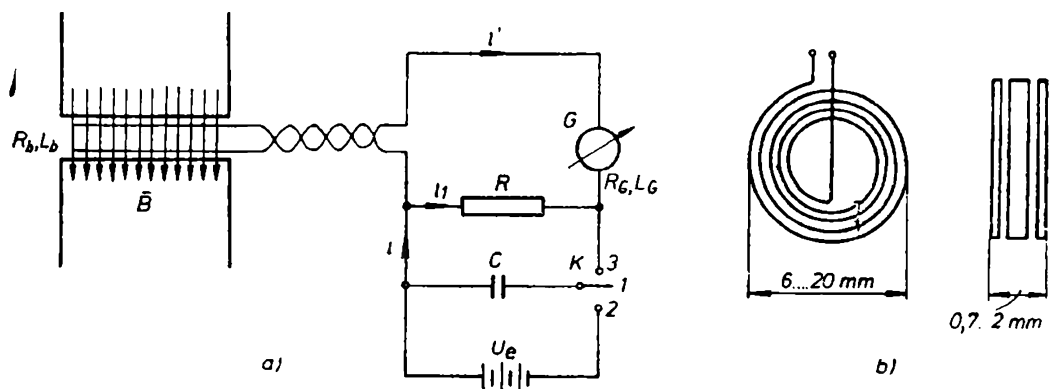 I'
G
R_b, L_b
R_G, L_G
B̄
I_1
R
I
C
K
3
1
2
U_e
a)
6....20 mm
0,7. 2 mm
b)